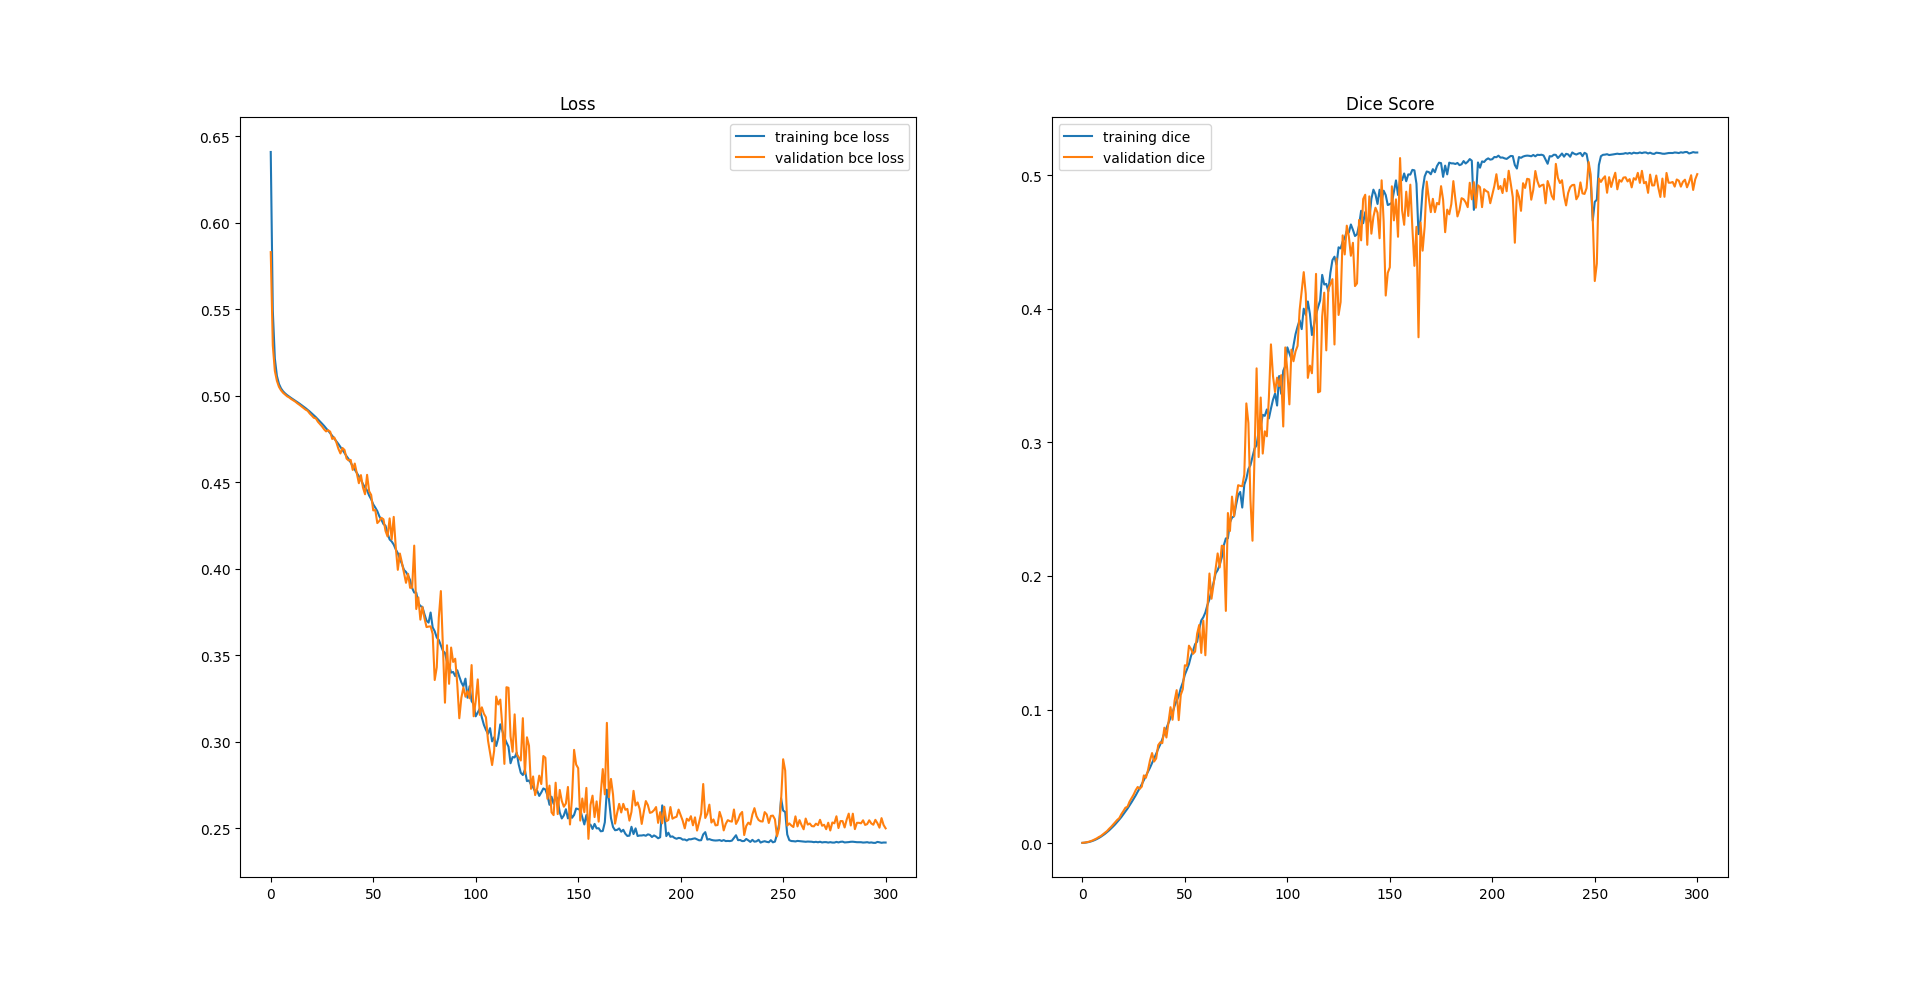 Loss
training bce loss
validation bce loss
0.65
0.60
0.55
0.50
0.45
0.40
0.35
0.30
0.25
0 50 100 150 200 250 300
Dice Score
training dice
validation dice
0.5
0.4
0.3
0.2
0.1
0.0
0 50 100 150 200 250 300